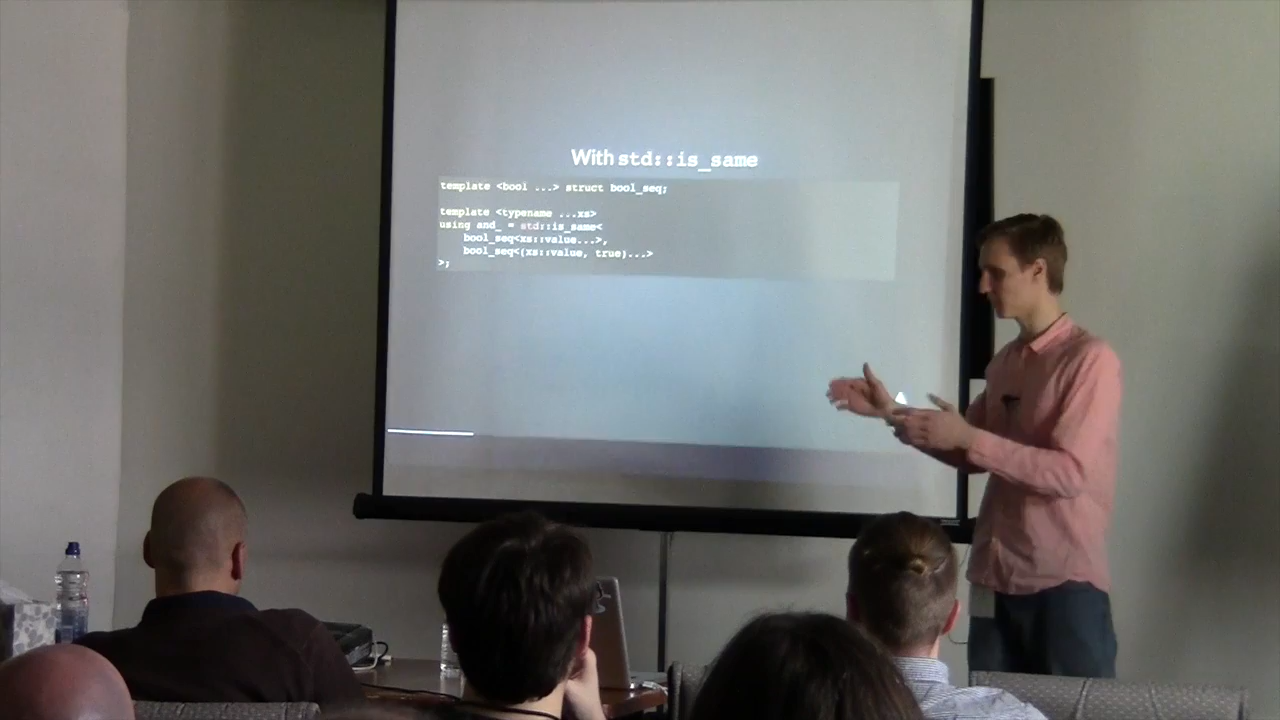 With std::is_same
template <bool ...> struct bool_seq;
template <typename ...xs>
using and_ = std::is_same<
bool_seq<xs::value...>,
bool_seq<(xs::value, true)...>
>;